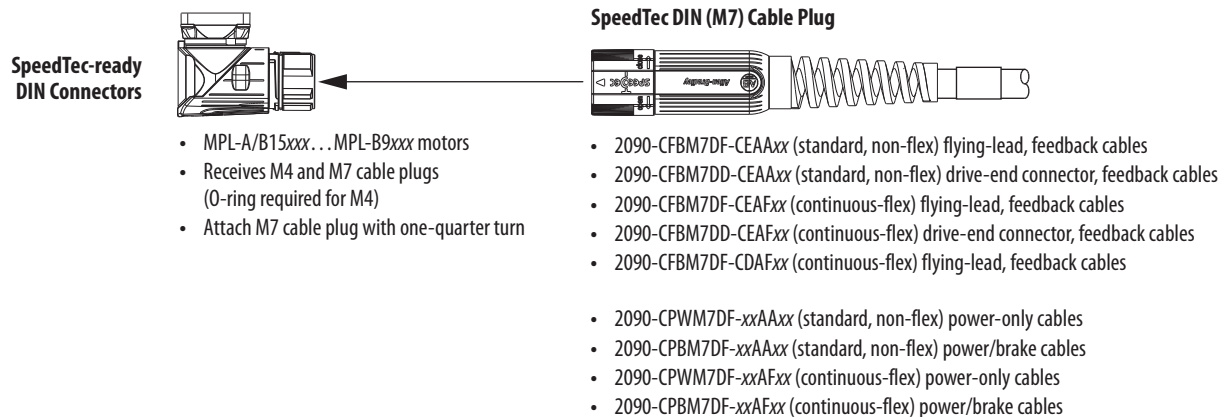 SpeedTec DIN (M7) Cable Plug
SpeedTec-ready
DIN Connectors
SPEEDTEC
Allen-Bradley
AB
• MPL-A/B15xxx…MPL-B9xxx motors
• Receives M4 and M7 cable plugs
(O-ring required for M4)
• Attach M7 cable plug with one-quarter turn
• 2090-CFBM7DF-CEAAxx (standard, non-flex) flying-lead, feedback cables
• 2090-CFBM7DD-CEAAxx (standard, non-flex) drive-end connector, feedback cables
• 2090-CFBM7DF-CEAFxx (continuous-flex) flying-lead, feedback cables
• 2090-CFBM7DD-CEAFxx (continuous-flex) drive-end connector, feedback cables
• 2090-CFBM7DF-CDAFxx (continuous-flex) flying-lead, feedback cables
• 2090-CPWM7DF-xxAAxx (standard, non-flex) power-only cables
• 2090-CPBM7DF-xxAAxx (standard, non-flex) power/brake cables
• 2090-CPWM7DF-xxAFxx (continuous-flex) power-only cables
• 2090-CPBM7DF-xxAFxx (continuous-flex) power/brake cables